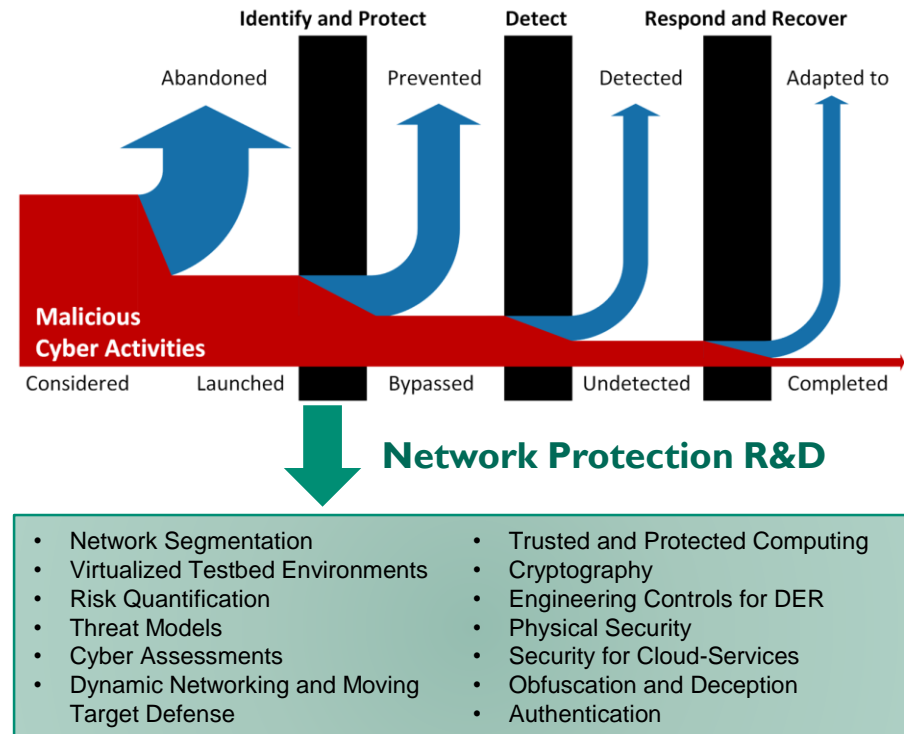 Identify and Protect
Detect
Respond and Recover
Abandoned
Prevented
Detected
Adapted to
Malicious
Cyber Activities
Considered
Launched
Bypassed
Undetected
Completed
Network Protection R&D
• Network Segmentation
• Virtualized Testbed Environments
• Risk Quantification
• Threat Models
• Cyber Assessments
• Dynamic Networking and Moving
Target Defense
• Trusted and Protected Computing
• Cryptography
• Engineering Controls for DER
• Physical Security
• Security for Cloud-Services
• Obfuscation and Deception
• Authentication